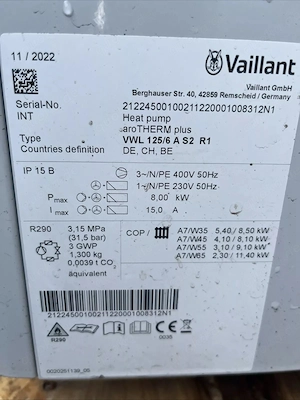 11 / 2022
Vaillant
Vaillant GmbH
Berghauser Str. 40, 42859 Remscheid / Germany
Serial-No. 21224500100211220001008312N1
INT Heat pump
aroTHERM plus
Type VWL 125/6 A S2 R1
Countries definition DE, CH, BE
IP 15 B 3~/N/PE 400V 50Hz
1~/N/PE 230V 50Hz
Pmax 8,00 kW
Imax 15,0 A
R290 3,15 MPa
(31,5 bar)
3 GWP
1,300 kg
0,0039 t CO2
äquivalent
COP / A7/W35 5,40 / 8,50 kW
A7/W45 4,10 / 8,10 kW
A7/W55 3,10 / 9,10 kW
A7/W65 2,30 / 11,40 kW
21224500100211220001008312N1
R290
CE
0035